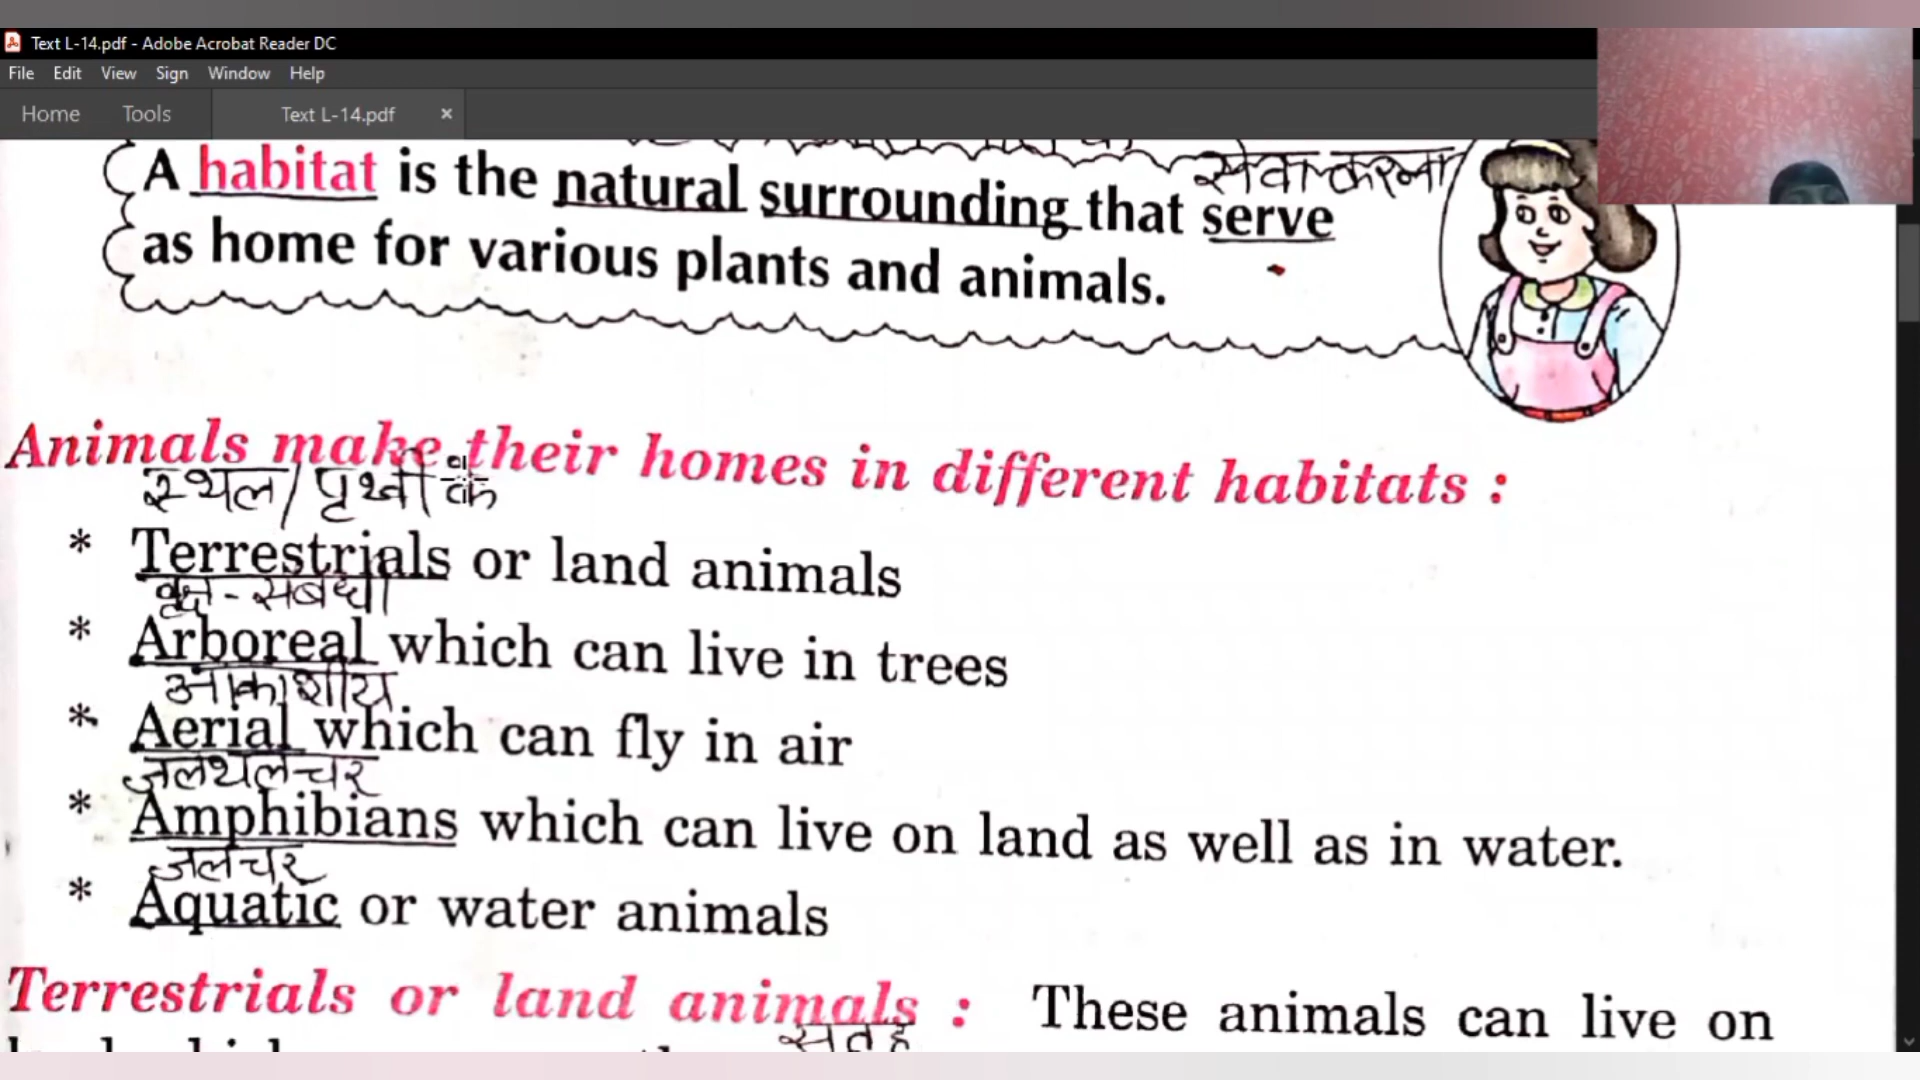 Text L-14.pdf - Adobe Acrobat Reader DC
File Edit View Sign Window Help
Home Tools Text L-14.pdf ×
सेवा करना
A habitat is the natural surrounding that serve
as home for various plants and animals.
Animals make their homes in different habitats :
स्थल/पृथ्वी के
* Terrestrials or land animals
वृक्ष - संबंधी
* Arboreal which can live in trees
आकाशीय
* Aerial which can fly in air
जलथलचर
* Amphibians which can live on land as well as in water.
जलचर
* Aquatic or water animals
Terrestrials or land animals : These animals can live on
सतह